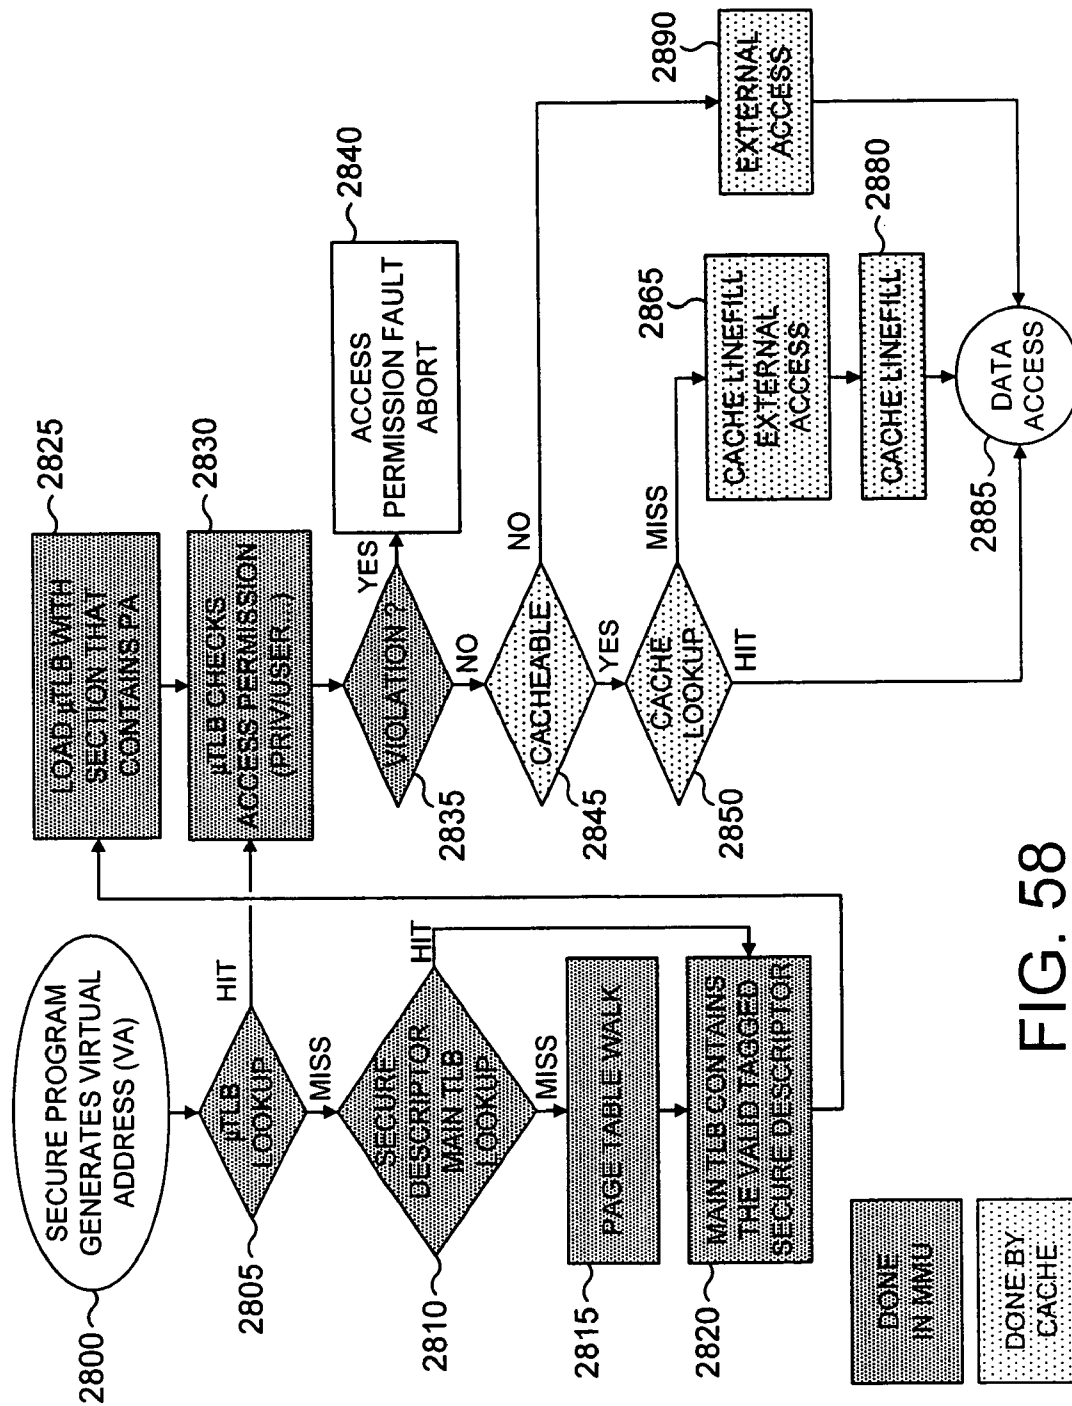 2800
SECURE PROGRAM
GENERATES VIRTUAL
ADDRESS (VA)
2805
µTLB
LOOKUP
HIT
MISS
2810
SECURE
DESCRIPTOR
MAIN TLB
LOOKUP
HIT
MISS
2815
PAGE TABLE WALK
2820
MAIN TLB CONTAINS
THE VALID TAGGED
SECURE DESCRIPTOR
2825
LOAD µTLB WITH
SECTION THAT
CONTAINS PA
2830
µTLB CHECKS
ACCESS PERMISSION
(PRIV/USER...)
2835
VIOLATION ?
YES
NO
2840
ACCESS
PERMISSION FAULT
ABORT
2845
CACHEABLE
NO
YES
2850
CACHE
LOOKUP
MISS
HIT
2865
CACHE LINEFILL
EXTERNAL
ACCESS
2880
CACHE LINEFILL
2890
EXTERNAL
ACCESS
2885
DATA
ACCESS
DONE
IN MMU
DONE BY
CACHE
FIG. 58